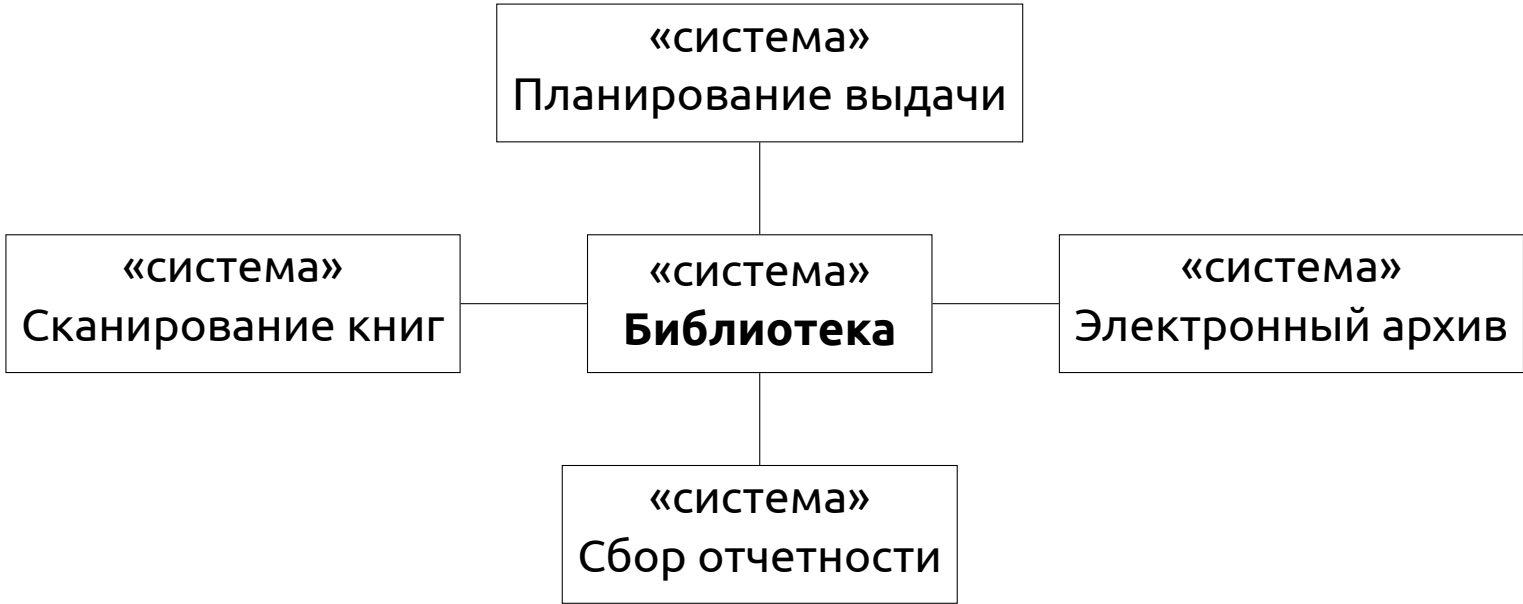 «система»
Планирование выдачи
«система»
Сканирование книг
«система»
Библиотека
«система»
Электронный архив
«система»
Сбор отчетности